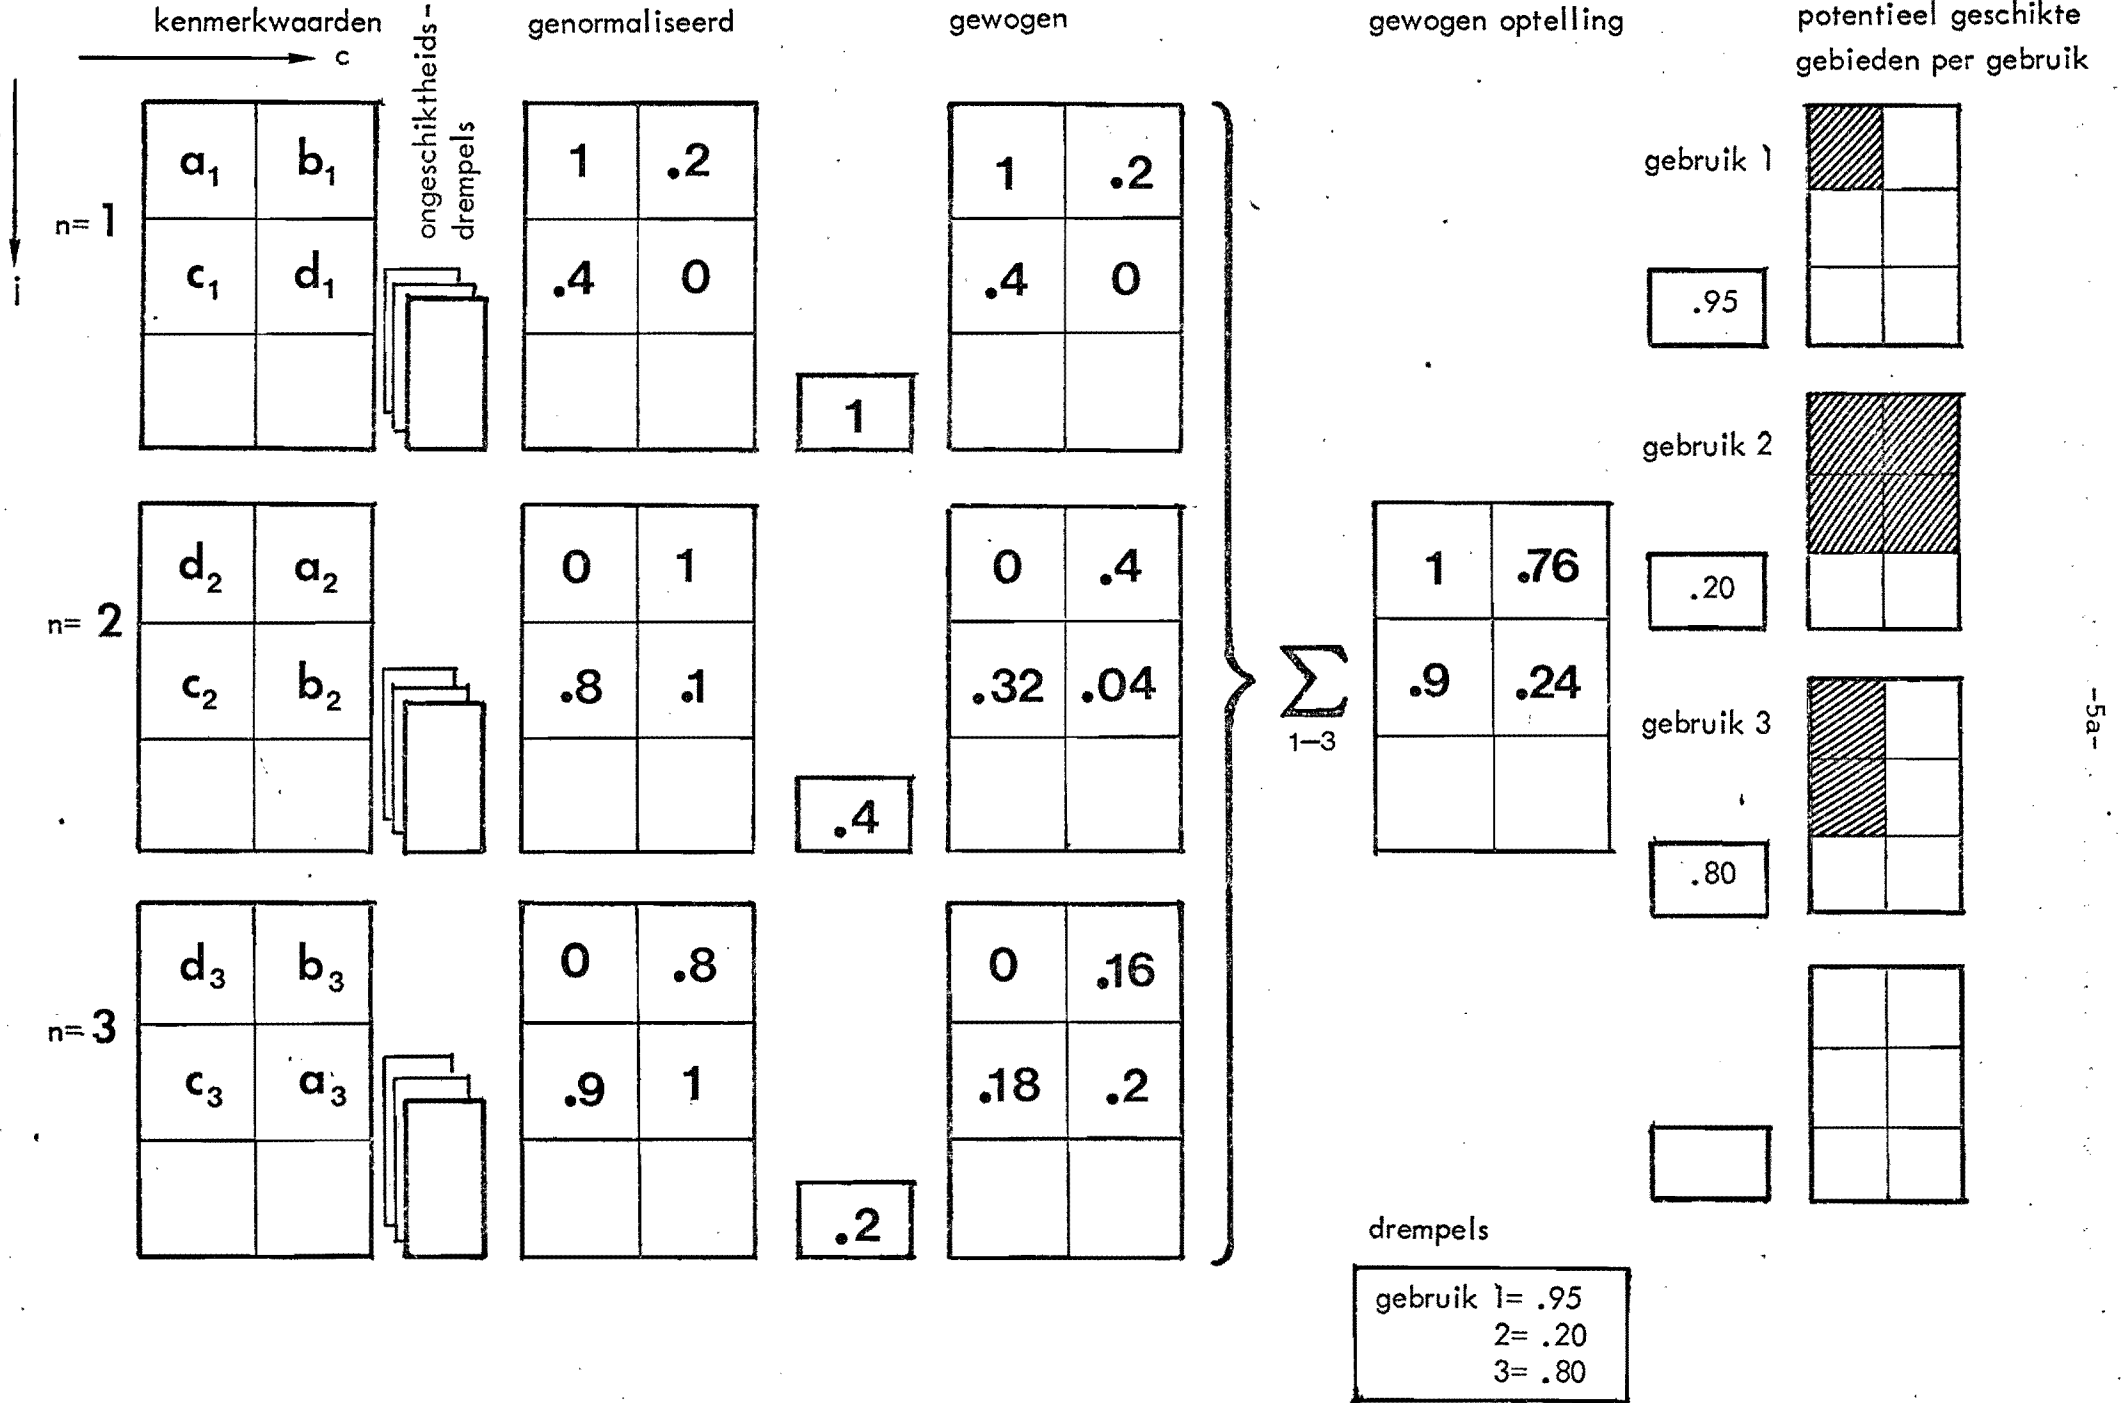 kenmerkwaarden
c
i
ongeschiktheids-
drempels
genormaliseerd
gewogen
gewogen optelling
potentieel geschikte
gebieden per gebruik
n= 1
a1 b1
c1 d1
1 .2
.4 0
1
1 .2
.4 0
n= 2
d2 a2
c2 b2
0 1
.8 .1
.4
0 .4
.32 .04
n= 3
d3 b3
c3 a3
0 .8
.9 1
.2
0 .16
.18 .2
Σ
1—3
1 .76
.9 .24
gebruik 1
.95
gebruik 2
.20
gebruik 3
.80
drempels
gebruik 1= .95
2= .20
3= .80
-5a-